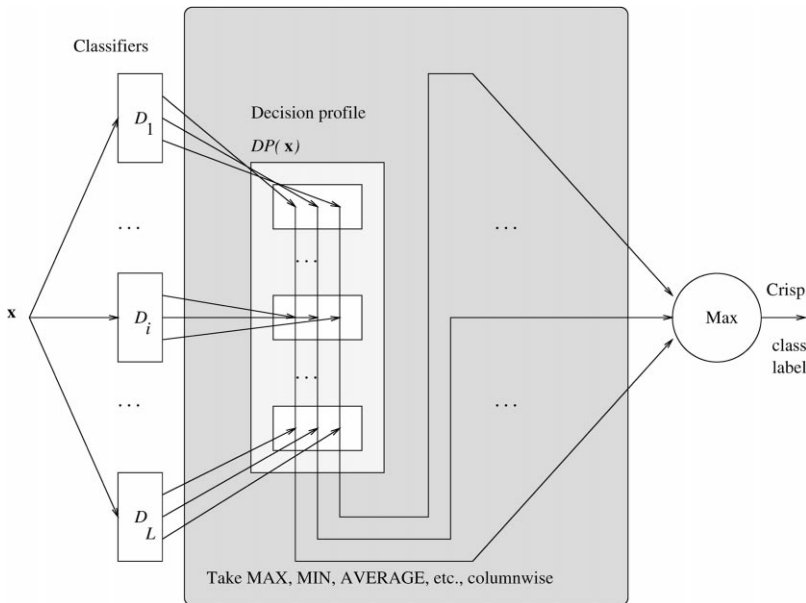 Classifiers
D1
Decision profile
DP( x )
. . .
. . .
. . .
x
Di
Max
Crisp
class
label
. . .
. . .
. . .
DL
Take MAX, MIN, AVERAGE, etc., columnwise